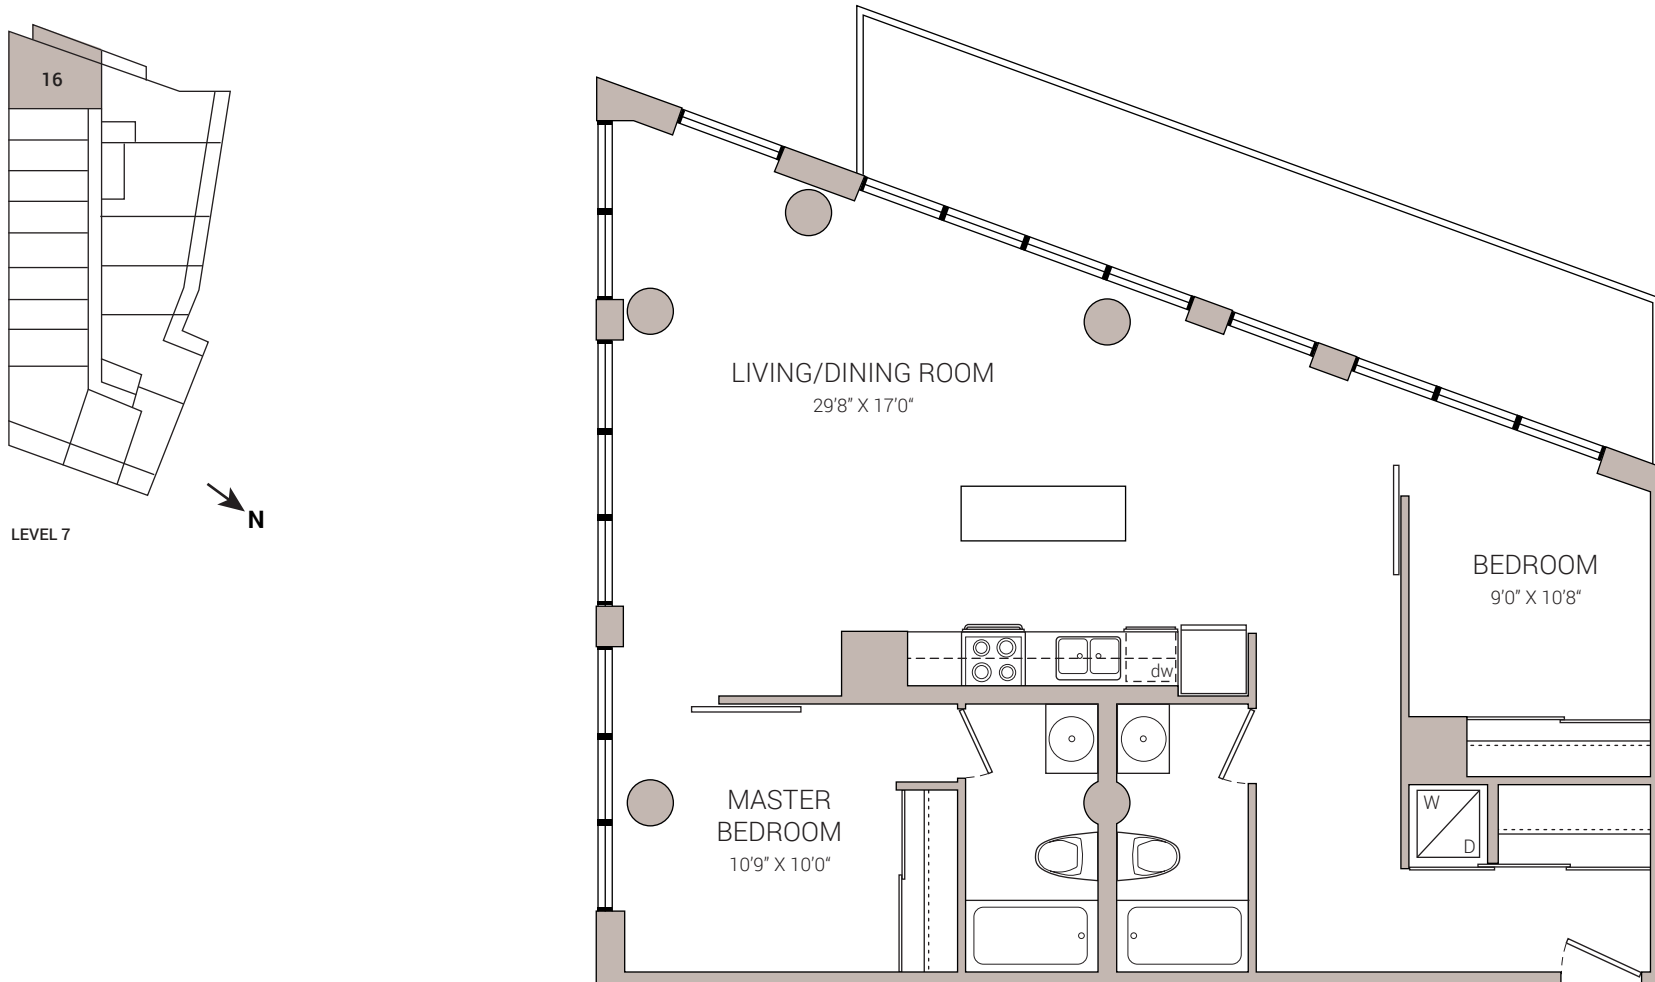 16
N
LEVEL 7
LIVING/DINING ROOM
29'8" X 17'0"
BEDROOM
9'0" X 10'8"
dw
MASTER
BEDROOM
10'9" X 10'0"
W
D